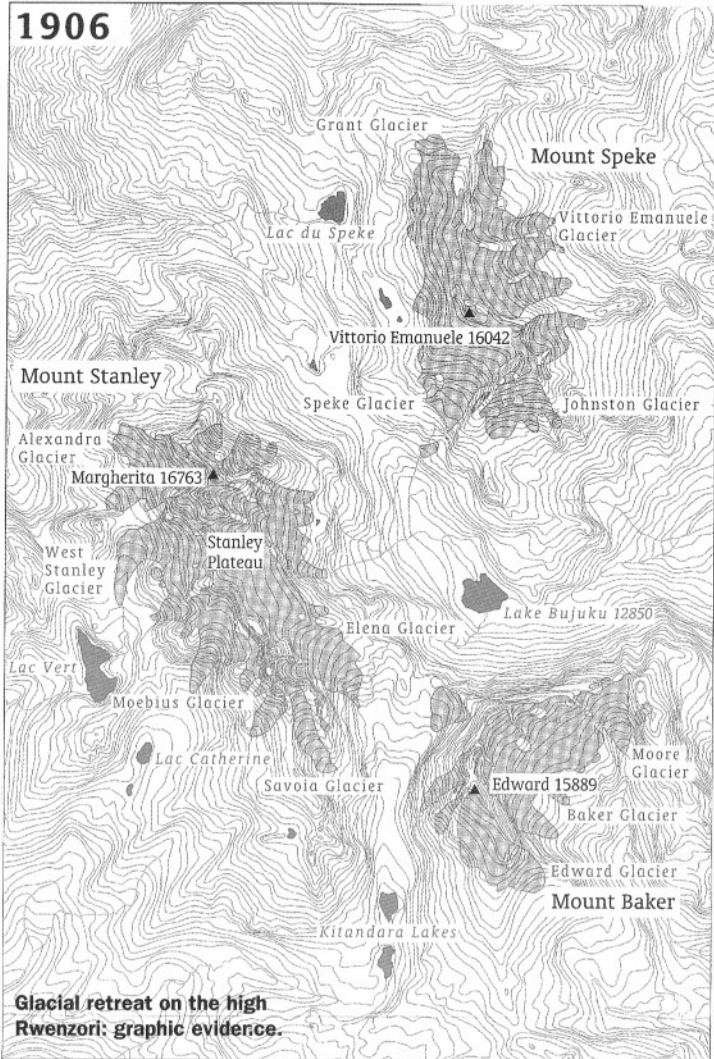 1906
Grant Glacier
Mount Speke
Vittorio Emanuele
Glacier
Lac du Speke
Vittorio Emanuele 16042
Mount Stanley
Speke Glacier
Johnston Glacier
Alexandra
Glacier
Margherita 16763
Stanley
Plateau
West
Stanley
Glacier
Lake Bujuku 12850
Elena Glacier
Lac Vert
Moebius Glacier
Lac Catherine
Moore
Glacier
Savoia Glacier
Edward 15889
Baker Glacier
Edward Glacier
Mount Baker
Kitandara Lakes
Glacial retreat on the high
Rwenzori: graphic evidence.